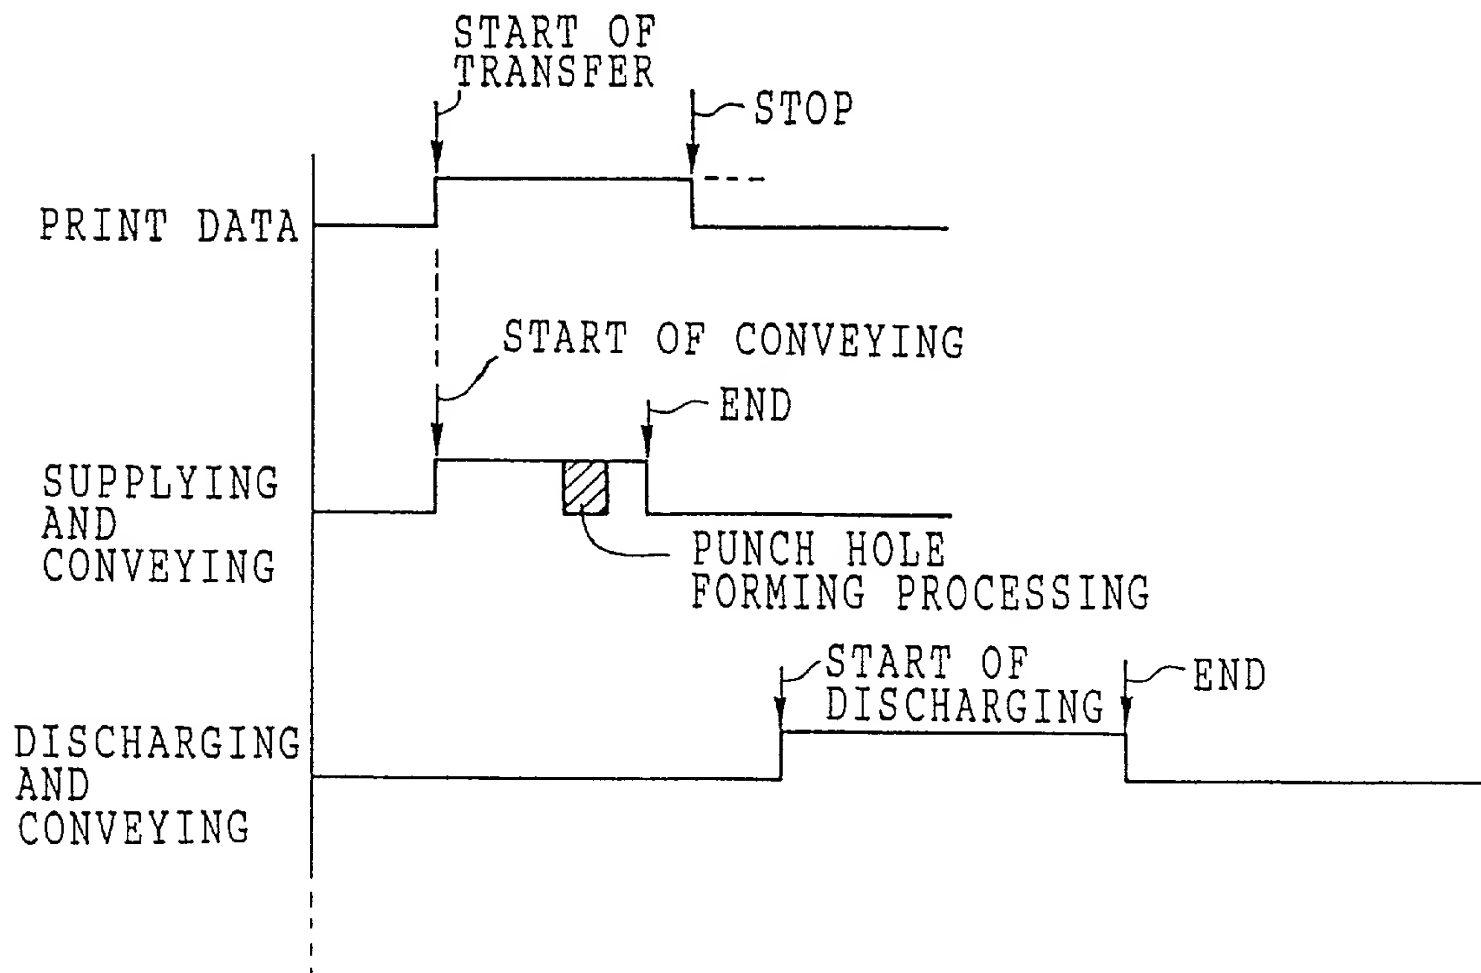 START OF
TRANSFER
STOP
PRINT DATA
START OF CONVEYING
END
SUPPLYING
AND
CONVEYING
PUNCH HOLE
FORMING PROCESSING
START OF
DISCHARGING
END
DISCHARGING
AND
CONVEYING